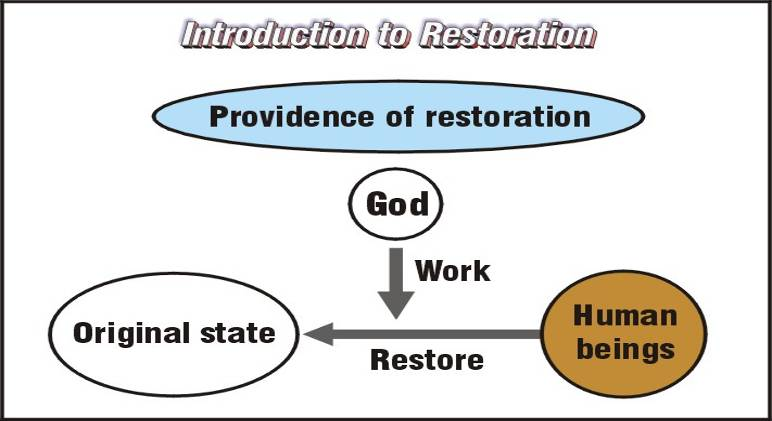 Introduction to Restoration
Providence of restoration
God
Work
Original state
Restore
Human
beings